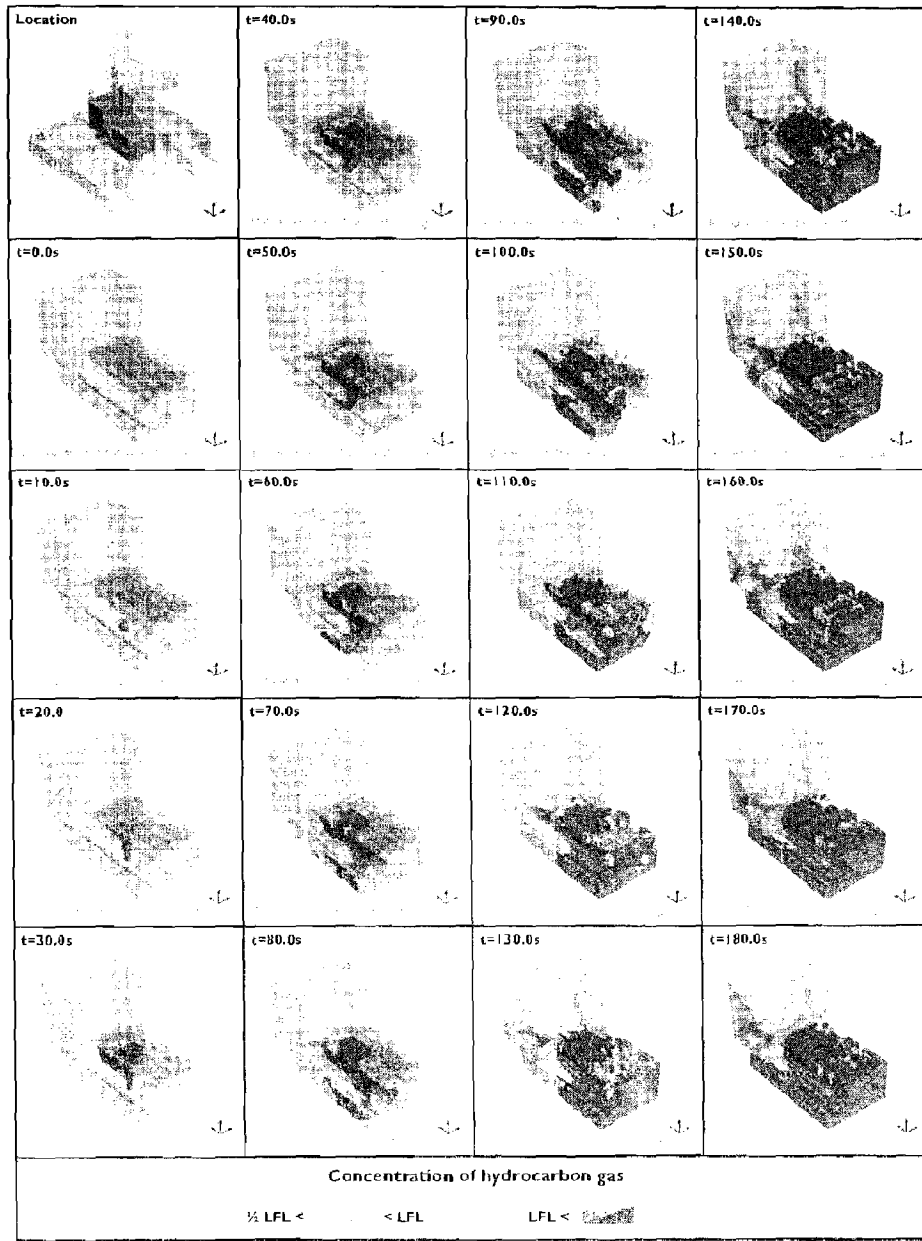 Location
t=40.0s
t=90.0s
t=140.0s
t=0.0s
t=50.0s
t=100.0s
t=150.0s
t=10.0s
t=60.0s
t=110.0s
t=160.0s
t=20.0
t=70.0s
t=120.0s
t=170.0s
t=30.0s
t=80.0s
t=130.0s
t=180.0s
Concentration of hydrocarbon gas
½ LFL < < LFL LFL <